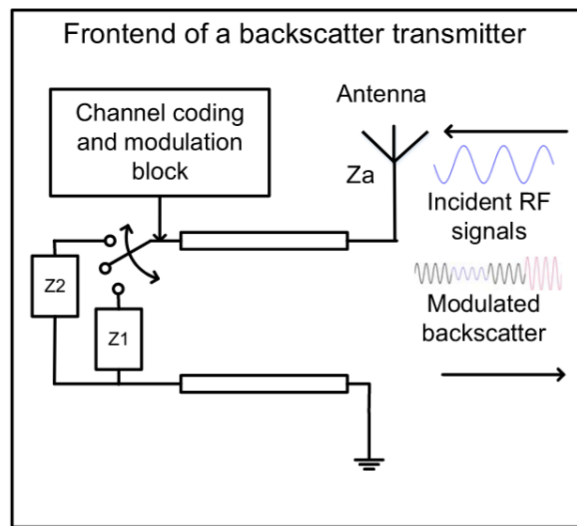 Frontend of a backscatter transmitter
Channel coding
and modulation
block
Antenna
Za
Incident RF
signals
Z2
Z1
Modulated
backscatter